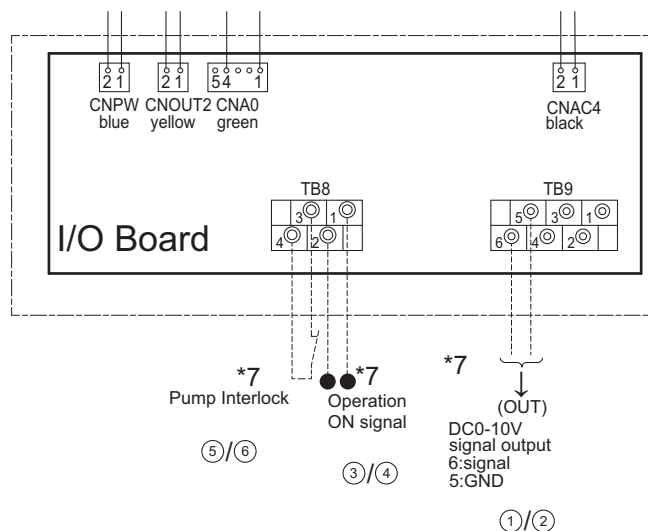 2 1
2 1
5 4 1
2 1
CNPW CNOUT2 CNA0
blue yellow green
CNAC4
black
TB8
TB9
3 1
4 2
5 3 1
6 4 2
I/O Board
*7
Pump Interlock
⑤/⑥
*7
Operation
ON signal
③/④
*7
(OUT)
DC0-10V
signal output
6:signal
5:GND
①/②